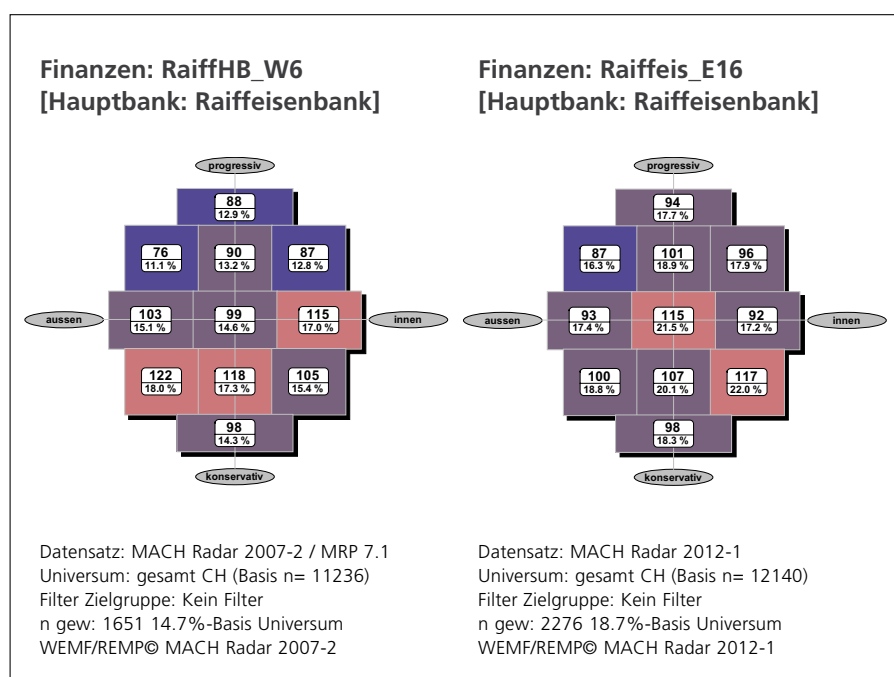 Finanzen: RaiffHB_W6
[Hauptbank: Raiffeisenbank]
progressiv
88
12.9 %
76
11.1 %
90
13.2 %
87
12.8 %
aussen
103
15.1 %
99
14.6 %
115
17.0 %
innen
122
18.0 %
118
17.3 %
105
15.4 %
98
14.3 %
konservativ
Datensatz: MACH Radar 2007-2 / MRP 7.1
Universum: gesamt CH (Basis n= 11236)
Filter Zielgruppe: Kein Filter
n gew: 1651 14.7%-Basis Universum
WEMF/REMP© MACH Radar 2007-2
Finanzen: Raiffeis_E16
[Hauptbank: Raiffeisenbank]
progressiv
94
17.7 %
87
16.3 %
101
18.9 %
96
17.9 %
aussen
93
17.4 %
115
21.5 %
92
17.2 %
innen
100
18.8 %
107
20.1 %
117
22.0 %
98
18.3 %
konservativ
Datensatz: MACH Radar 2012-1
Universum: gesamt CH (Basis n= 12140)
Filter Zielgruppe: Kein Filter
n gew: 2276 18.7%-Basis Universum
WEMF/REMP© MACH Radar 2012-1